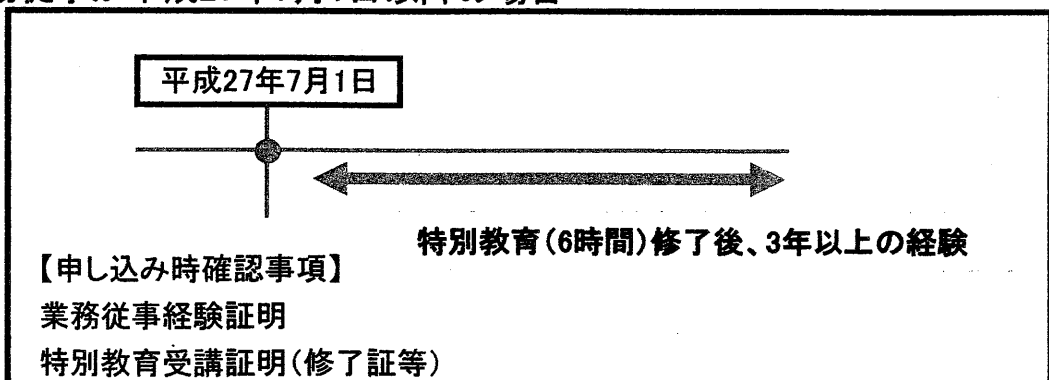 平成27年7月1日
特別教育(6時間)修了後、3年以上の経験
【申し込み時確認事項】
業務従事経験証明
特別教育受講証明(修了証等)